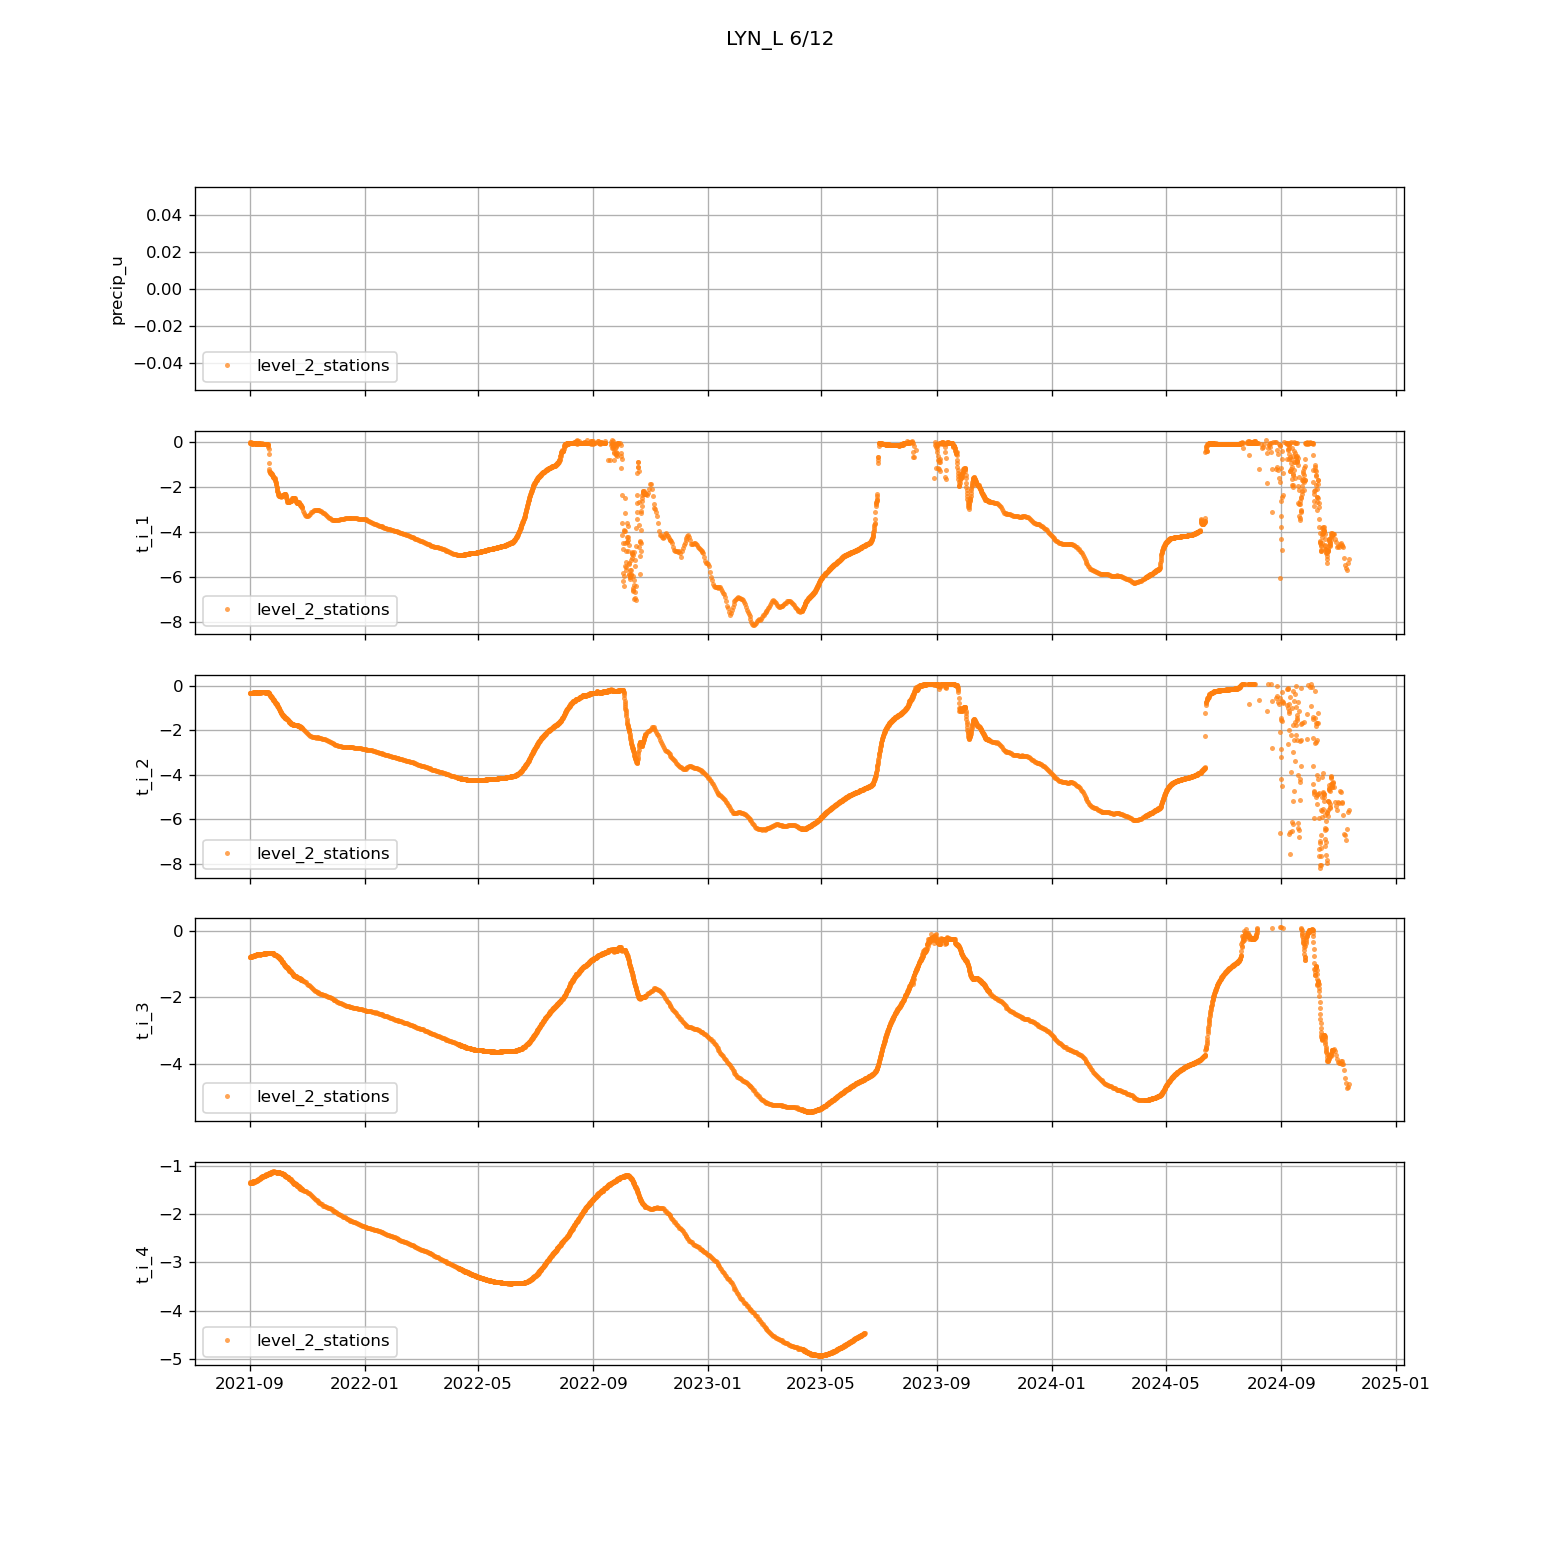 LYN_L 6/12
precip_u
0.04
0.02
0.00
−0.02
−0.04
level_2_stations
t_i_1
0
−2
−4
−6
−8
level_2_stations
t_i_2
0
−2
−4
−6
−8
level_2_stations
t_i_3
0
−2
−4
level_2_stations
t_i_4
−1
−2
−3
−4
−5
level_2_stations
2021-09 2022-01 2022-05 2022-09 2023-01 2023-05 2023-09 2024-01 2024-05 2024-09 2025-01